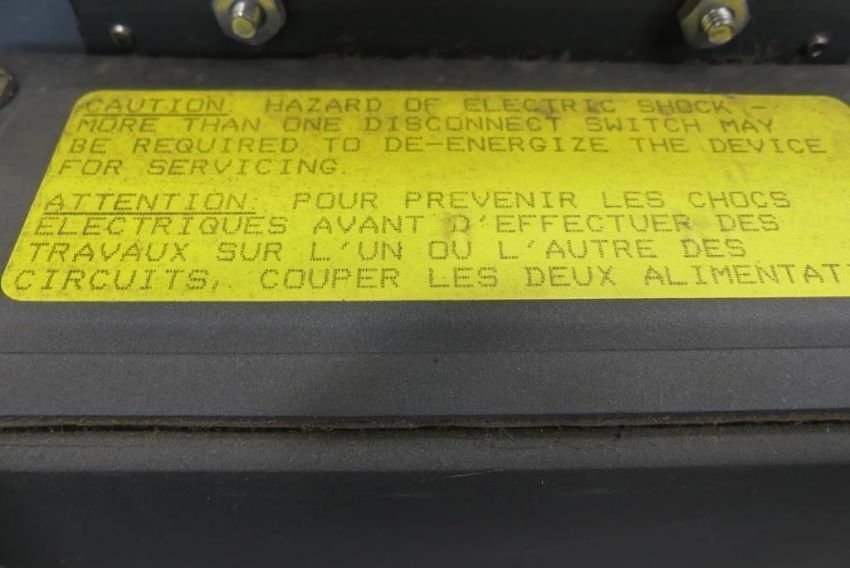 CAUTION: HAZARD OF ELECTRIC SHOCK -
MORE THAN ONE DISCONNECT SWITCH MAY
BE REQUIRED TO DE-ENERGIZE THE DEVICE
FOR SERVICING.
ATTENTION: POUR PREVENIR LES CHOCS
ELECTRIQUES AVANT D'EFFECTUER DES
TRAVAUX SUR L'UN OU L'AUTRE DES
CIRCUITS, COUPER LES DEUX ALIMENTAT